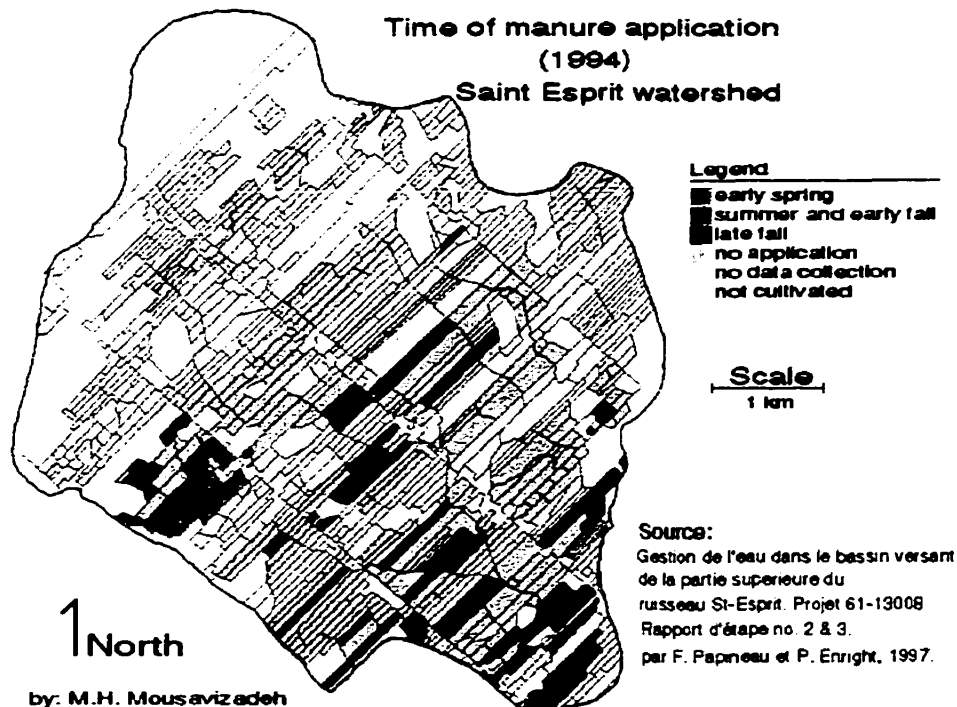 Time of manure application
(1994)
Saint Esprit watershed
Legend
early spring
summer and early fall
late fall
no application
no data collection
not cultivated
Scale
1 km
Source:
Gestion de l'eau dans le bassin versant
de la partie superieure du
ruisseau St-Esprit. Projet 61-13008
Rapport d'étape no. 2 & 3.
par F. Papineau et P. Enright, 1997.
1North
by: M.H. Mousavizadeh